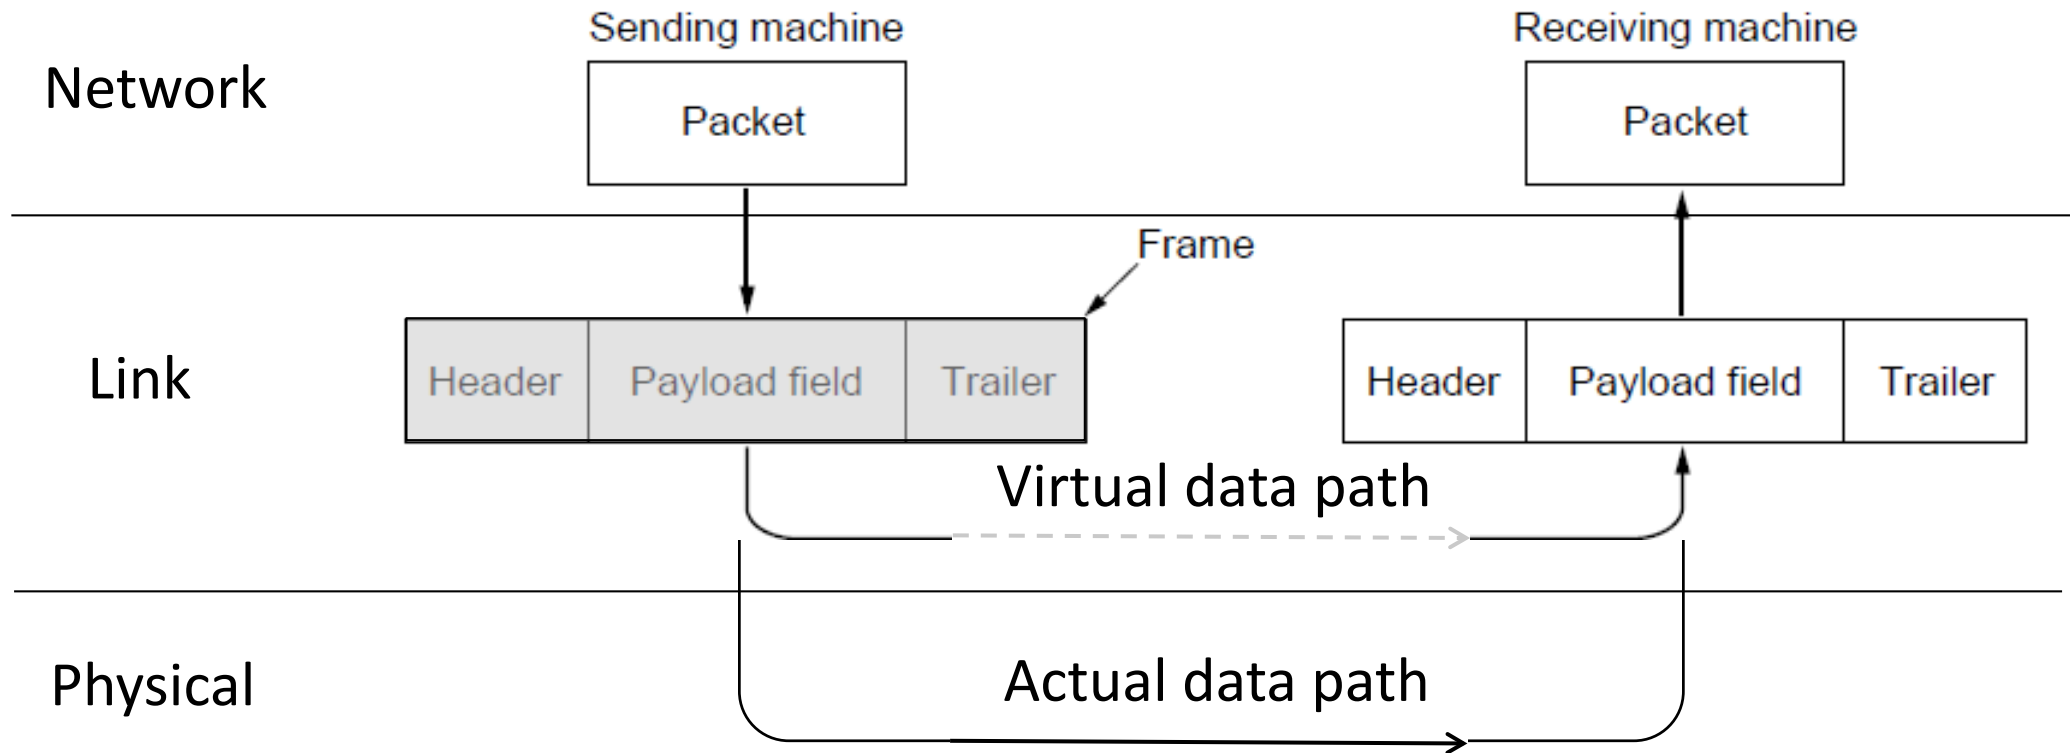 Sending machine
Receiving machine
Network
Packet
Packet
Frame
Link
Header
Payload field
Trailer
Header
Payload field
Trailer
Virtual data path
Physical
Actual data path